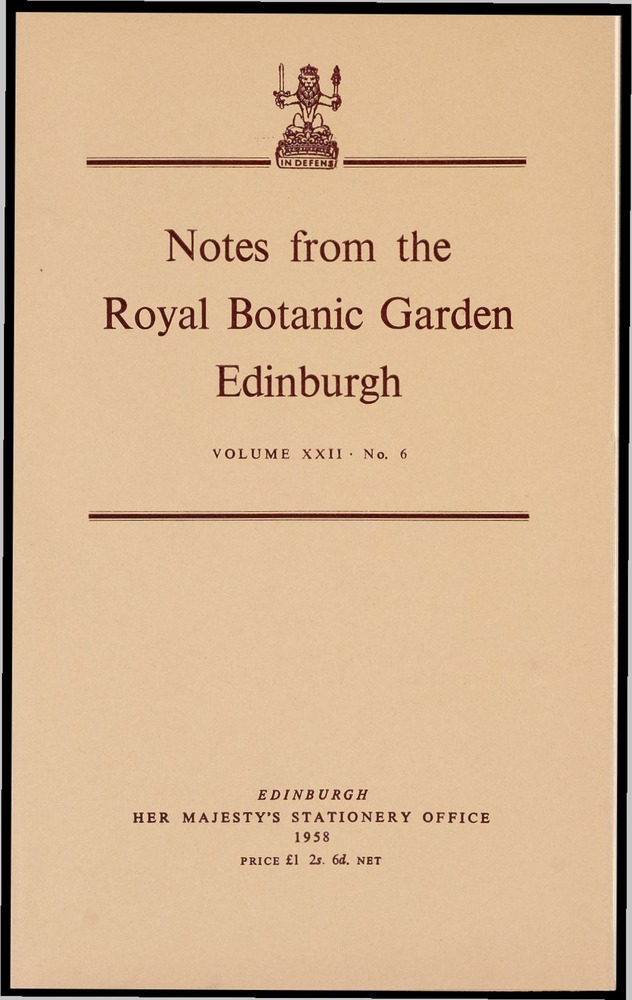 IN DEFENS
Notes from the
Royal Botanic Garden
Edinburgh
VOLUME XXII · No. 6
EDINBURGH
HER MAJESTY'S STATIONERY OFFICE
1958
PRICE £1 2s. 6d. NET